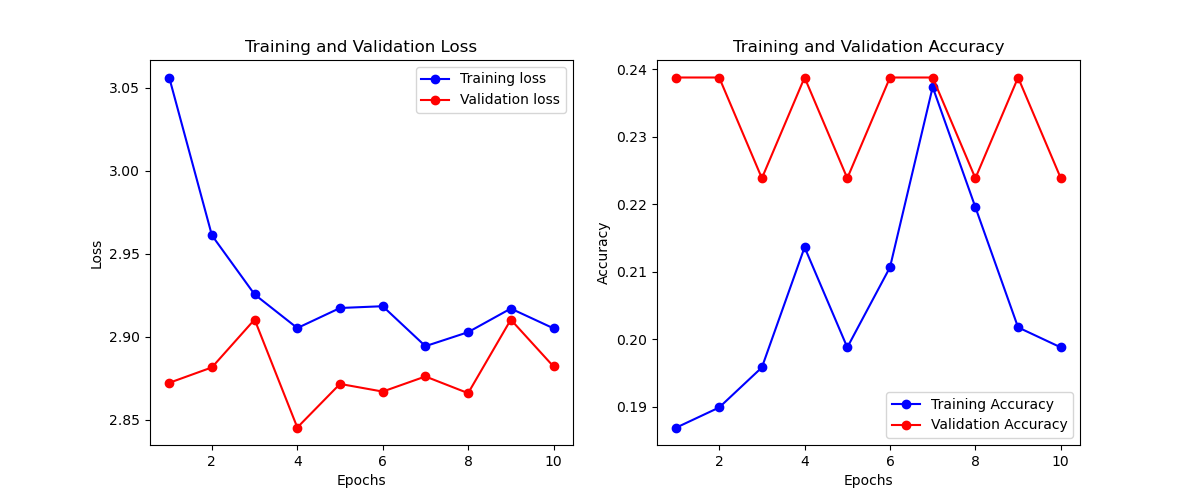 Training and Validation Loss
Training loss
Validation loss
3.05
3.00
2.95
2.90
2.85
Loss
2 4 6 8 10
Epochs
Training and Validation Accuracy
0.24
0.23
0.22
0.21
0.20
0.19
Accuracy
Training Accuracy
Validation Accuracy
2 4 6 8 10
Epochs